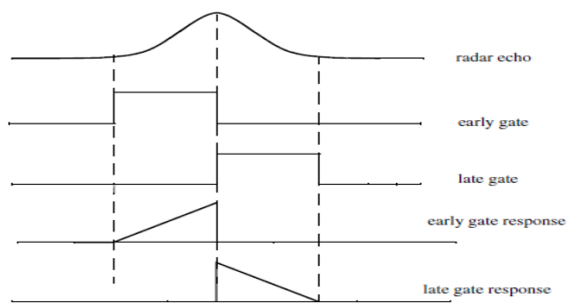 radar echo
early gate
late gate
early gate response
late gate response